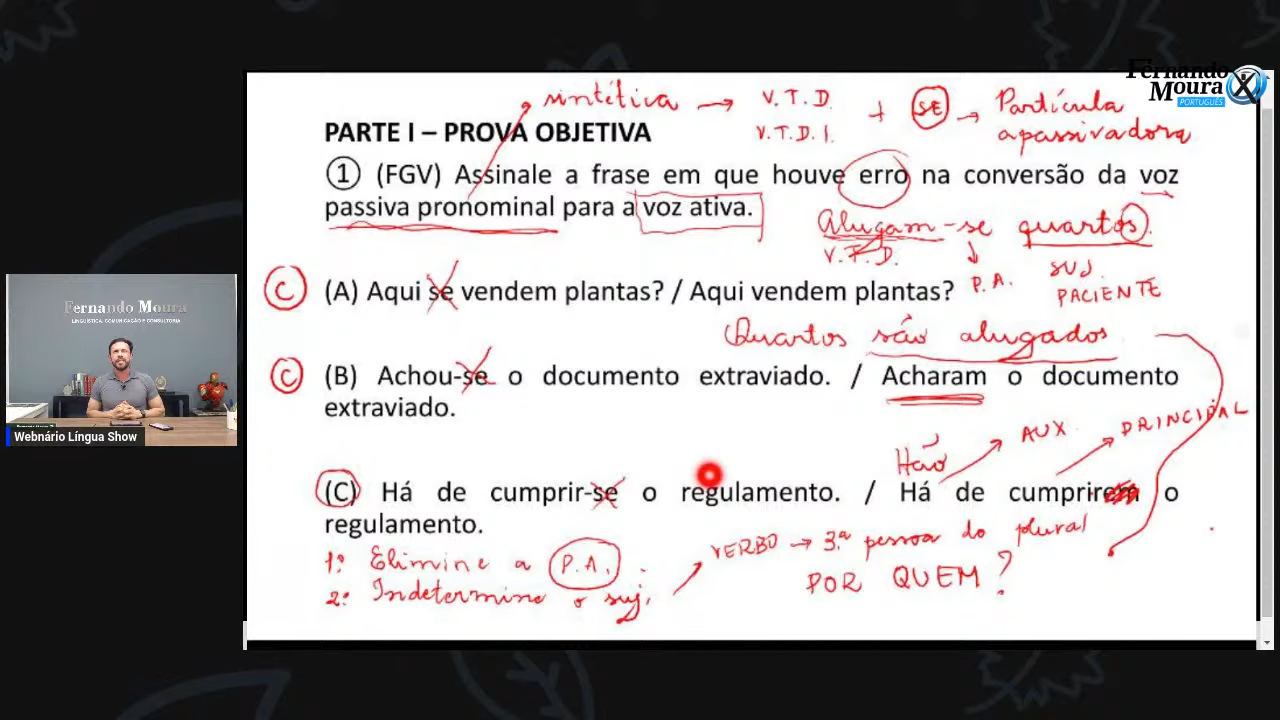 Fernando
Moura
PORTUGUÊS
sintética → V.T.D. + SE → Partícula
V.T.D.I. apassivadora
PARTE I – PROVA OBJETIVA
1 (FGV) Assinale a frase em que houve erro na conversão da voz
passiva pronominal para a voz ativa.
Alugam-se quartos.
V.T.D. P.A. SUJ.
PACIENTE
C (A) Aqui se vendem plantas? / Aqui vendem plantas?
Quartos são alugados
C (B) Achou-se o documento extraviado. / Acharam o documento
extraviado.
Hão AUX. PRINCIPAL
(C) Há de cumprir-se o regulamento. / Há de cumprirem o
regulamento.
1º Elimine a P.A.
2º Indetermine o suj. VERBO → 3ª pessoa do plural
POR QUEM?
Fernando Moura
LINGUÍSTICA, COMUNICAÇÃO E CONSULTORIA
Webnário Língua Show